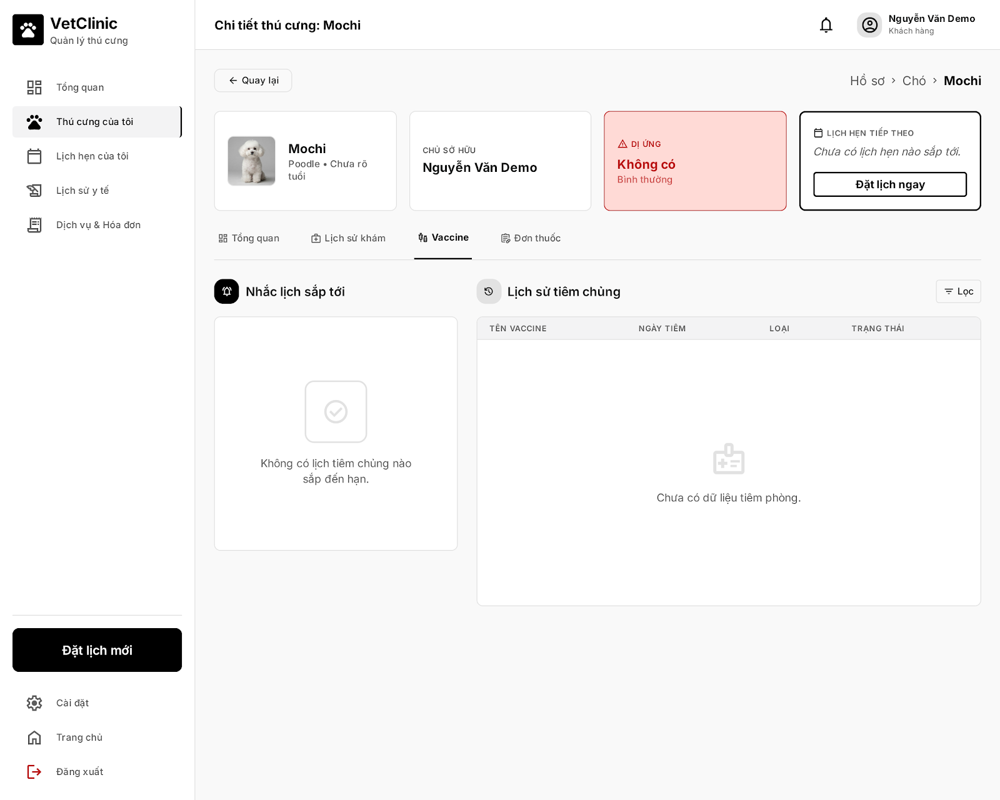 VetClinic
Quản lý thú cưng
Tổng quan
Thú cưng của tôi
Lịch hẹn của tôi
Lịch sử y tế
Dịch vụ & Hóa đơn
Đặt lịch mới
Cài đặt
Trang chủ
Đăng xuất
Chi tiết thú cưng: Mochi
Nguyễn Văn Demo
Khách hàng
Quay lại
Hồ sơ › Chó › Mochi
Mochi
Poodle • Chưa rõ
tuổi
CHỦ SỞ HỮU
Nguyễn Văn Demo
DỊ ỨNG
Không có
Bình thường
LỊCH HẸN TIẾP THEO
Chưa có lịch hẹn nào sắp tới.
Đặt lịch ngay
Tổng quan
Lịch sử khám
Vaccine
Đơn thuốc
Nhắc lịch sắp tới
Không có lịch tiêm chủng nào
sắp đến hạn.
Lịch sử tiêm chủng
Lọc
TÊN VACCINE
NGÀY TIÊM
LOẠI
TRẠNG THÁI
Chưa có dữ liệu tiêm phòng.